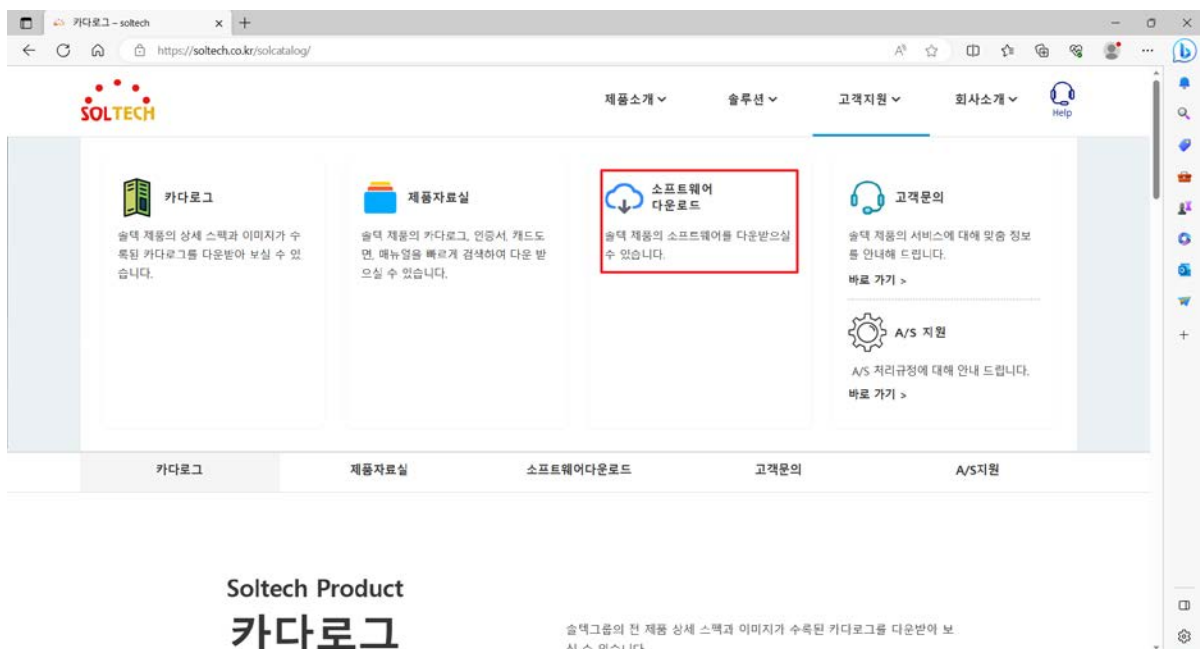 카다로그 – soltech
https://soltech.co.kr/solcatalog/
SOLTECH
제품소개
솔루션
고객지원
회사소개
Help
카다로그
솔텍 제품의 상세 스펙과 이미지가 수
록된 카다로그를 다운받아 보실 수 있
습니다.
제품자료실
솔텍 제품의 카다로그, 인증서, 캐드도
면, 매뉴얼을 빠르게 검색하여 다운 받
으실 수 있습니다.
소프트웨어
다운로드
솔텍 제품의 소프트웨어를 다운받으실
수 있습니다.
고객문의
솔텍 제품의 서비스에 대해 맞춤 정보
를 안내해 드립니다.
바로 가기 >
A/S 지원
A/S 처리규정에 대해 안내 드립니다.
바로 가기 >
카다로그
제품자료실
소프트웨어다운로드
고객문의
A/S지원
Soltech Product
카다로그
솔텍그룹의 전 제품 상세 스펙과 이미지가 수록된 카다로그를 다운받아 보
실 수 있습니다.